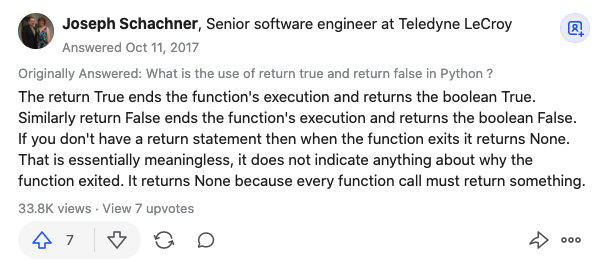 Joseph Schachner, Senior software engineer at Teledyne LeCroy
Answered Oct 11, 2017
Originally Answered: What is the use of return true and return false in Python ?
The return True ends the function's execution and returns the boolean True.
Similarly return False ends the function's execution and returns the boolean False.
If you don't have a return statement then when the function exits it returns None.
That is essentially meaningless, it does not indicate anything about why the
function exited. It returns None because every function call must return something.
33.8K views · View 7 upvotes
7